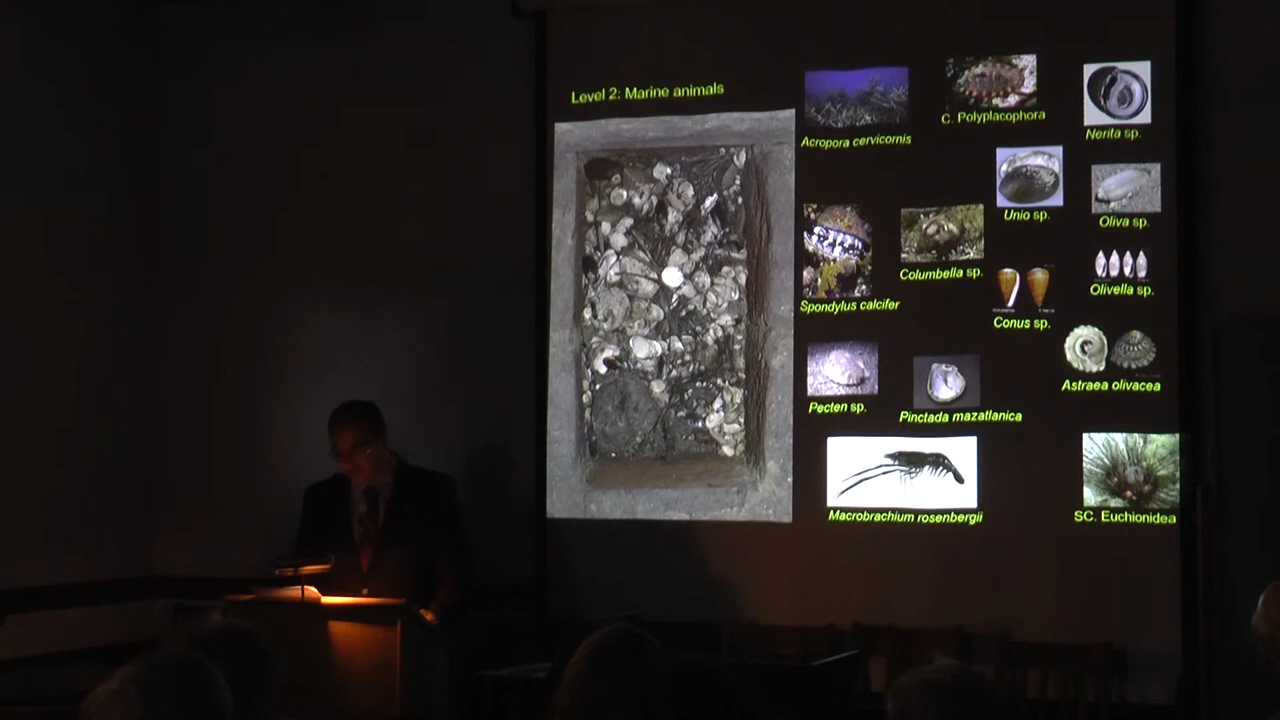 Level 2: Marine animals
Acropora cervicornis
C. Polyplacophora
Nerita sp.
Unio sp.
Oliva sp.
Spondylus calcifer
Columbella sp.
Conus sp.
Olivella sp.
Pecten sp.
Pinctada mazatlanica
Astraea olivacea
Macrobrachium rosenbergii
SC. Euchionidea